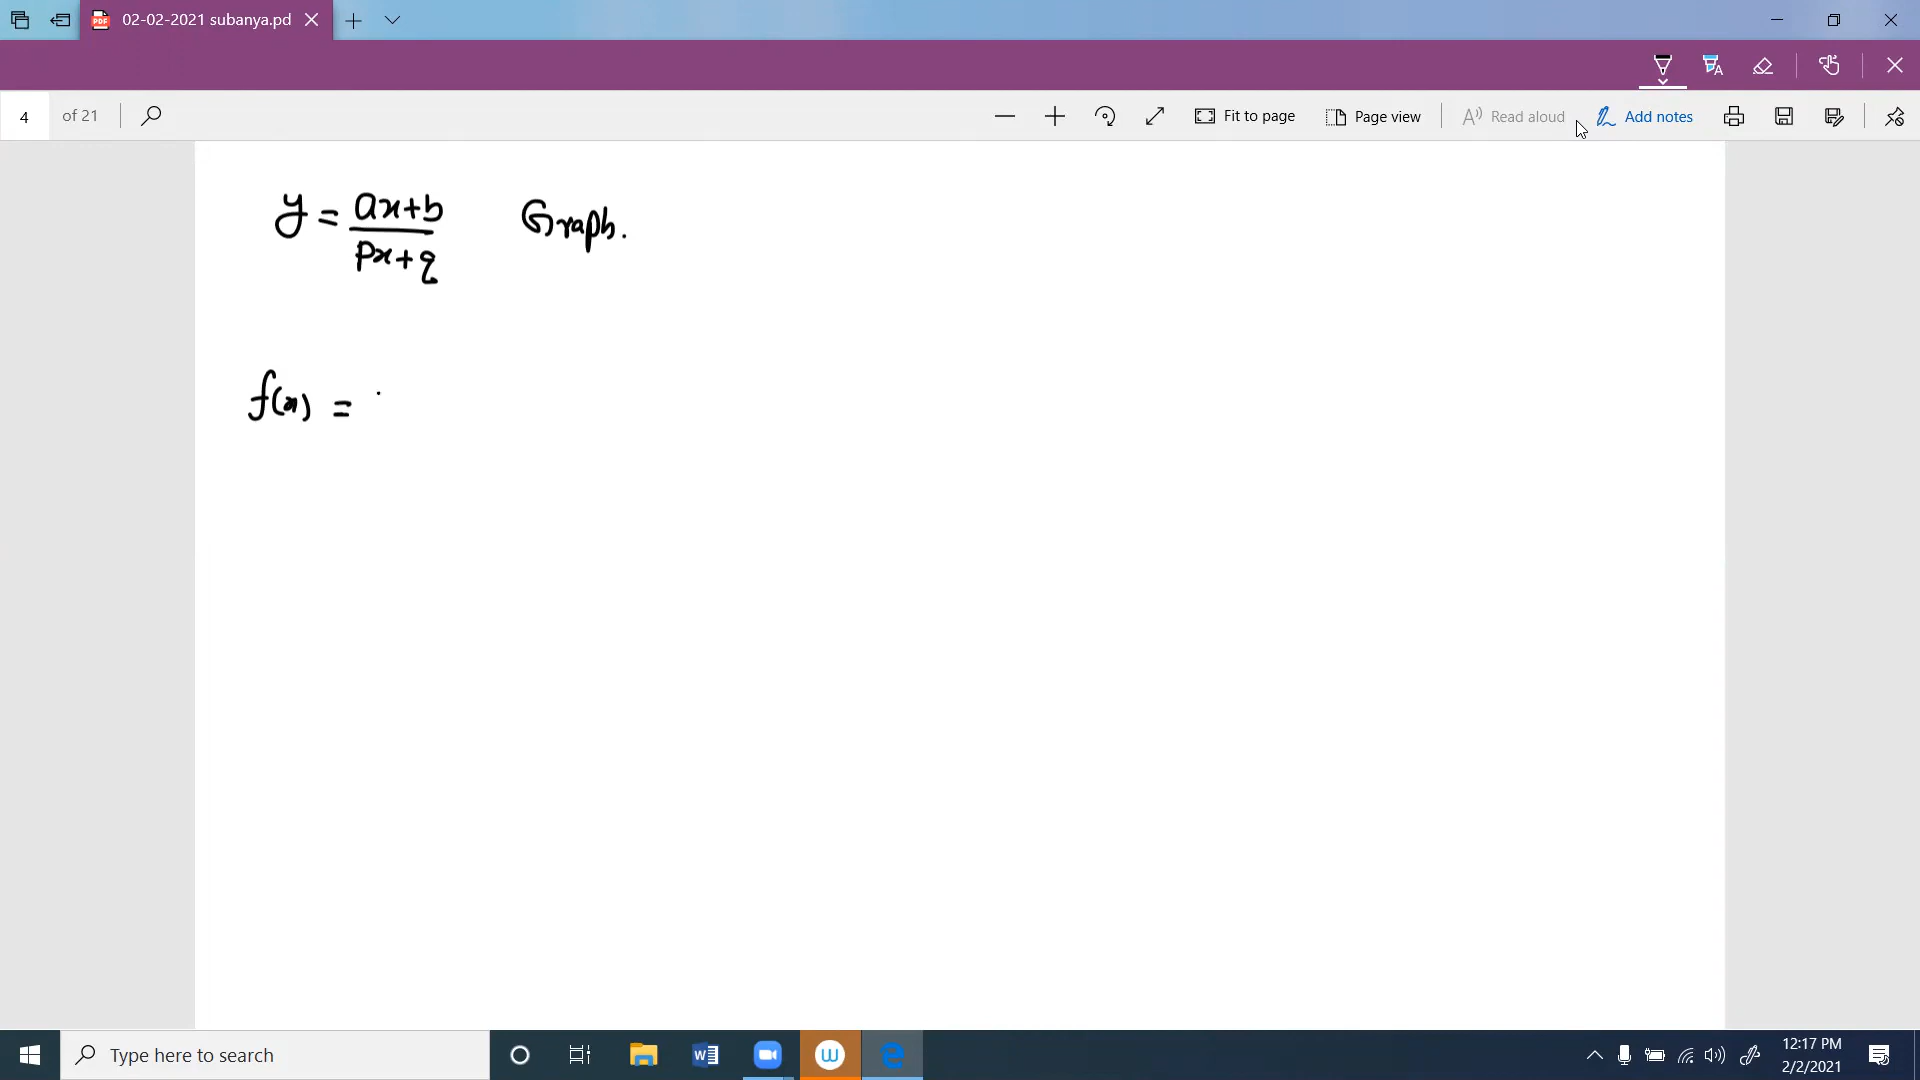 02-02-2021 subanya.pd
4 of 21 Fit to page Page view Read aloud Add notes
y = \frac{ax+b}{px+q} Graph.
f(x) =
Type here to search
12:17 PM
2/2/2021